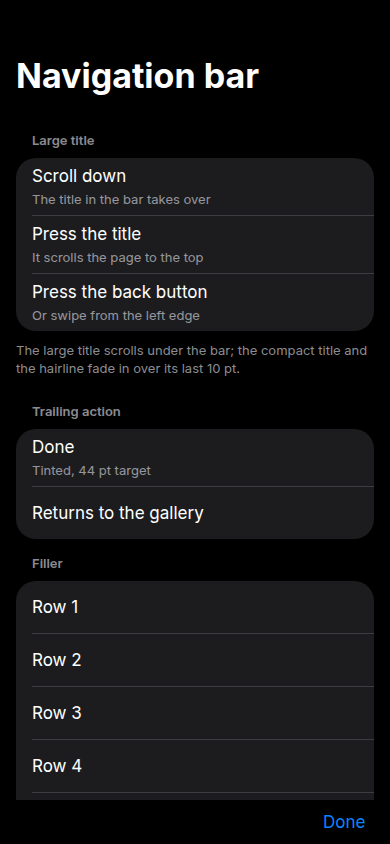 Navigation bar
Large title
Scroll down
The title in the bar takes over
Press the title
It scrolls the page to the top
Press the back button
Or swipe from the left edge
The large title scrolls under the bar; the compact title and
the hairline fade in over its last 10 pt.
Trailing action
Done
Tinted, 44 pt target
Returns to the gallery
Filler
Row 1
Row 2
Row 3
Row 4
Done